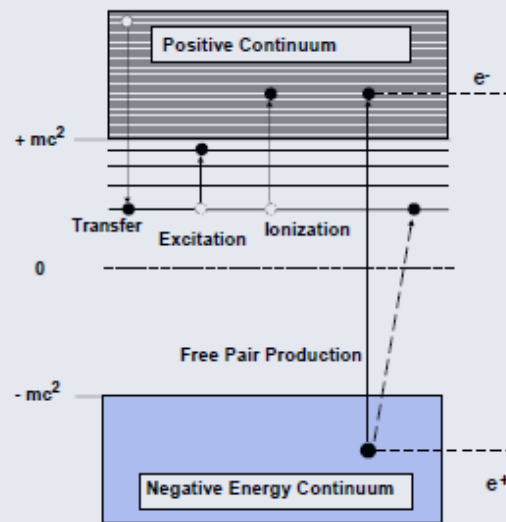 Positive Continuum
e-
+ mc²
Transfer
Excitation
Ionization
0
Free Pair Production
- mc²
Negative Energy Continuum
e+